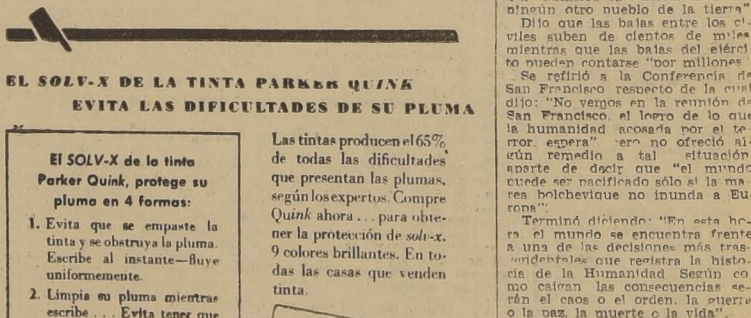 EL SOLV-X DE LA TINTA PARKER QUINK
EVITA LAS DIFICULTADES DE SU PLUMA
El SOLV-X de la tinta
Parker Quink, protege su
pluma en 4 formas:
1. Evita que se empaste la
tinta y se obstruya la pluma.
Escribe al instante—fluye
uniformemente.
2. Limpia su pluma mientras
escribe . . . Evita tener que
Las tintas producen el 65%
de todas las dificultades
que presentan las plumas,
según los expertos. Compre
Quink ahora . . . para obte-
ner la protección de solv-x.
9 colores brillantes. En to-
das las casas que venden
tinta.
ningún otro pueblo de la tierra"
Dijo que las bajas entre los ci-
viles suben de cientos de miles
mientras que las bajas del ejérci
to pueden contarse "por millones"
Se refirió a la Conferencia de
San Francisco respecto de la cual
dijo: "No vemos en la reunión de
San Francisco, el logro de lo que
la humanidad acosada por el te-
rror, espera" pero no ofreció al-
gún remedio a tal situación
aparte de decir que "el mundo
puede ser pacificado sólo si la ma-
rea bolchevique no inunda a Eu
ropa".
Terminó diciendo: "En esta ho-
ra, el mundo se encuentra frente
a una de las decisiones más tras-
cendentales que registra la histo-
ria de la Humanidad. Según co
mo caigan las consecuencias se-
rán el caos o el orden, la guerra
o la paz, la muerte o la vida".